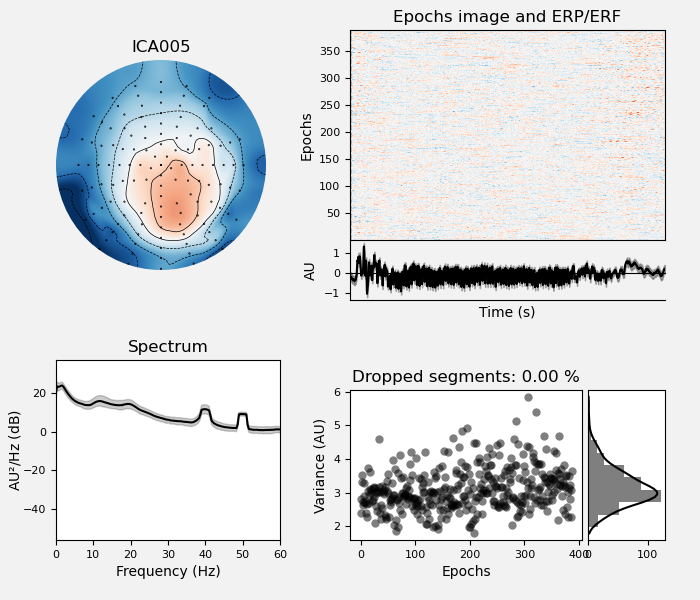 ICA005
Epochs image and ERP/ERF
Epochs
350
300
250
200
150
100
50
AU
1
0
−1
Time (s)
Spectrum
AU²/Hz (dB)
20
0
−20
−40
0 10 20 30 40 50 60
Frequency (Hz)
Dropped segments: 0.00 %
Variance (AU)
6
5
4
3
2
0 100 200 300 400
Epochs
0 100